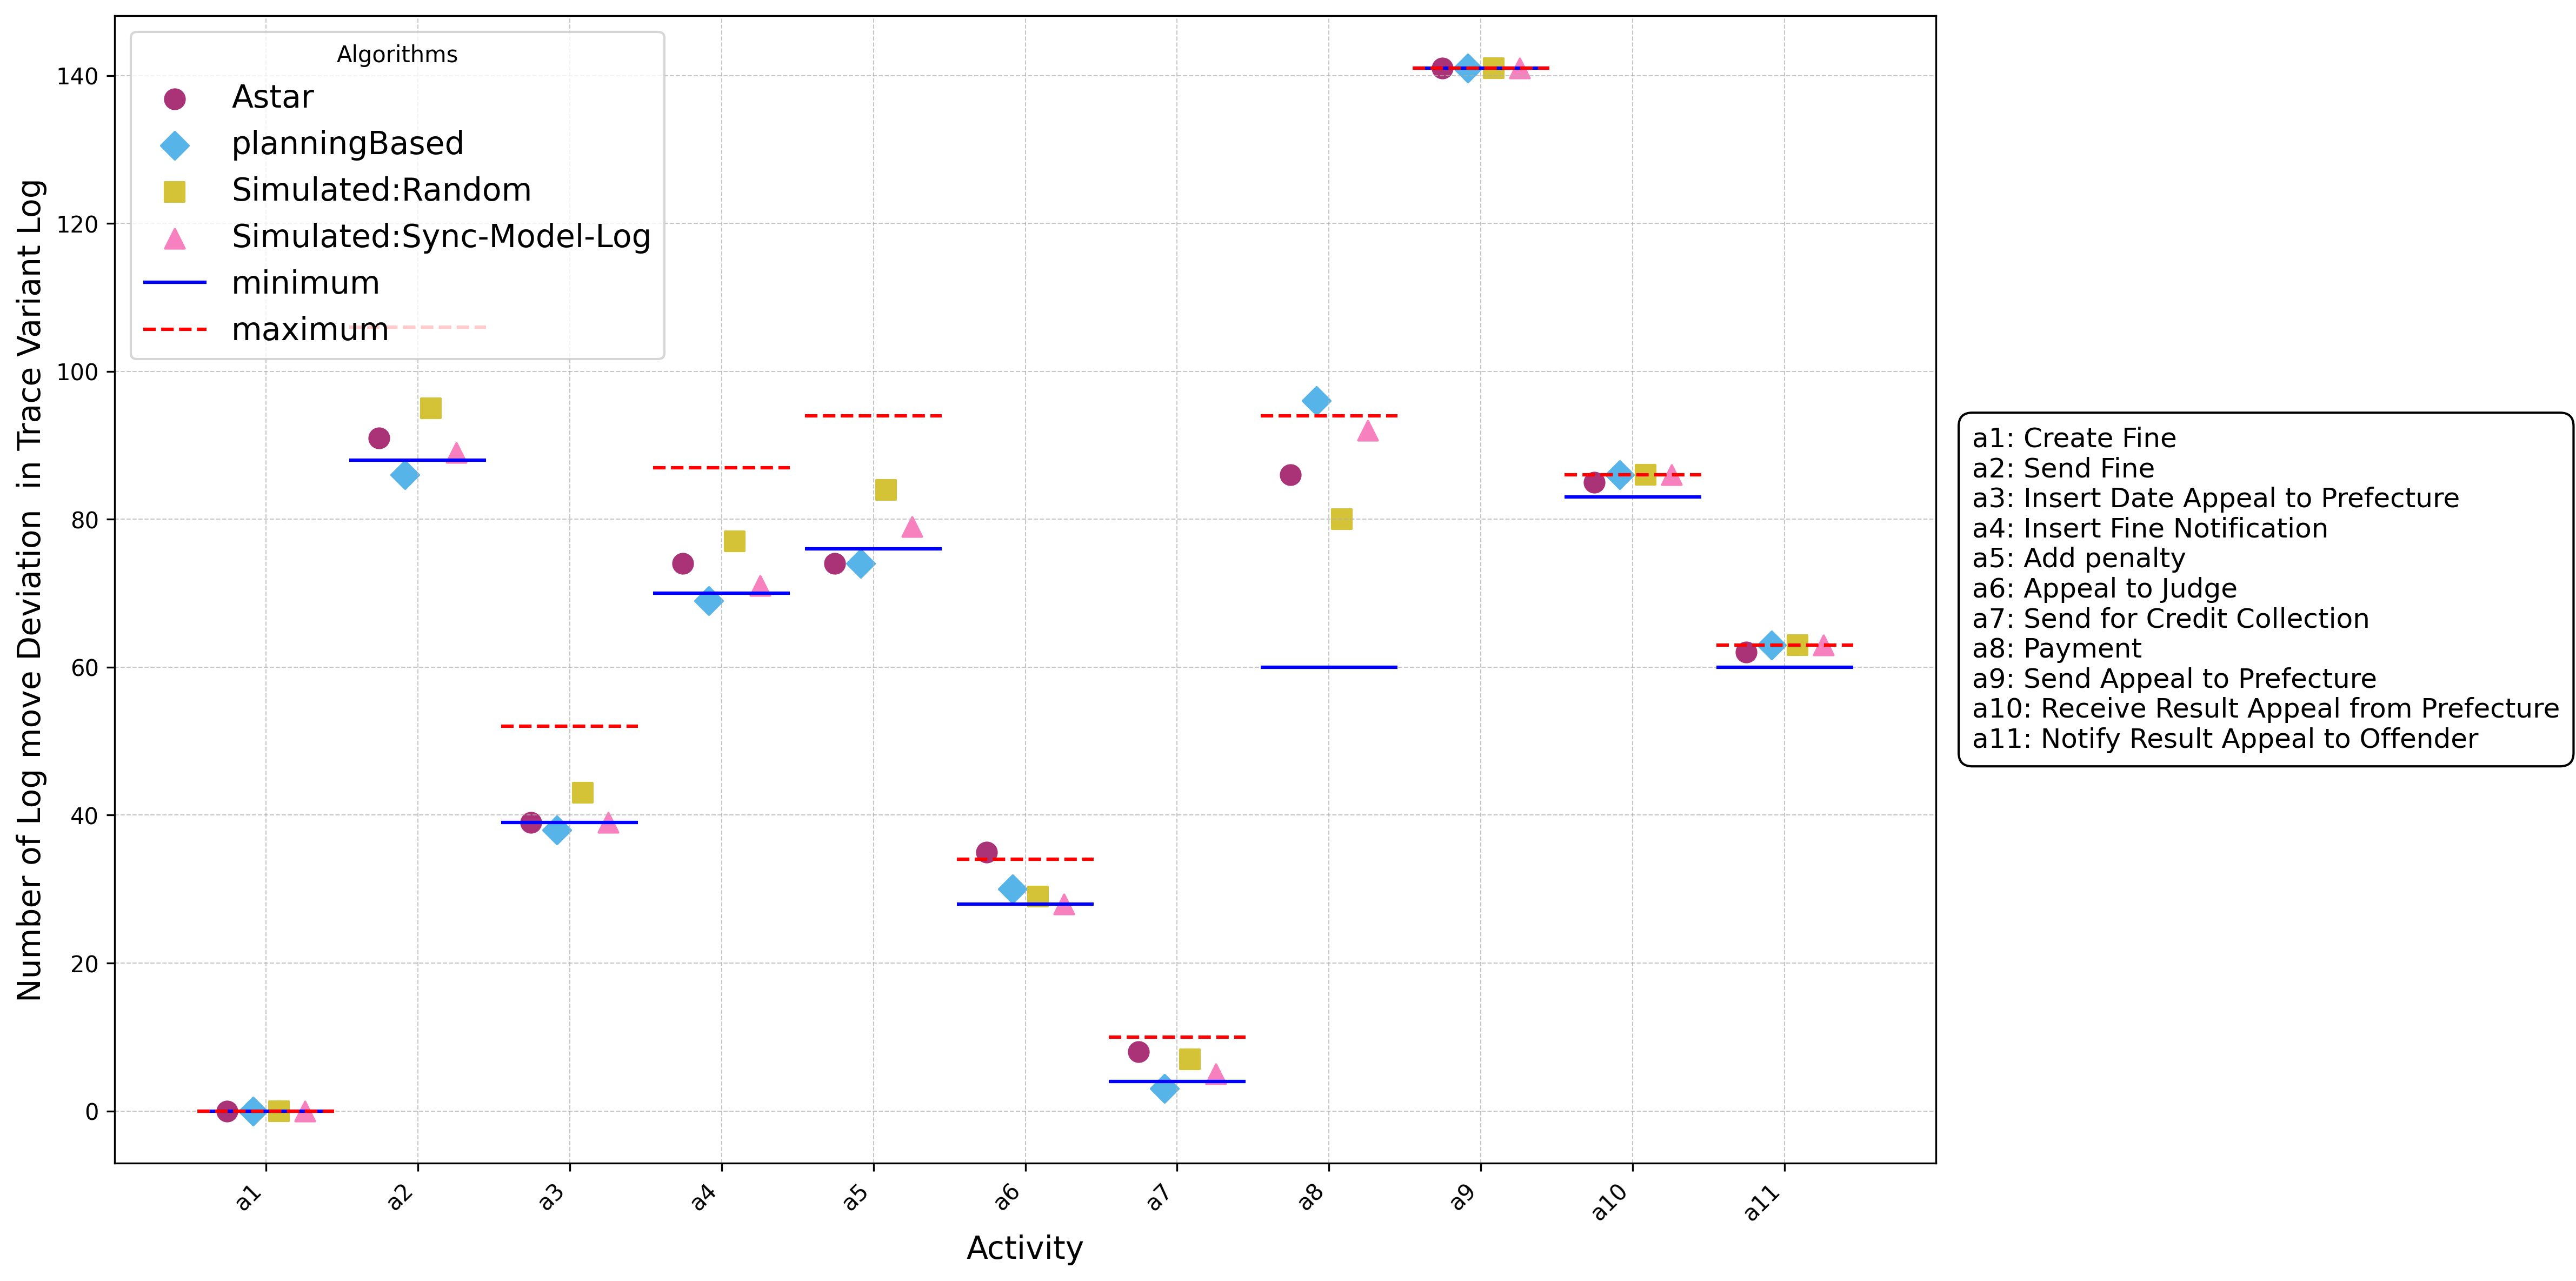 Algorithms
Astar
planningBased
Simulated:Random
Simulated:Sync-Model-Log
minimum
maximum
Number of Log move Deviation  in Trace Variant Log
140
120
100
80
60
40
20
0
a1
a2
a3
a4
a5
a6
a7
a8
a9
a10
a11
Activity
a1: Create Fine
a2: Send Fine
a3: Insert Date Appeal to Prefecture
a4: Insert Fine Notification
a5: Add penalty
a6: Appeal to Judge
a7: Send for Credit Collection
a8: Payment
a9: Send Appeal to Prefecture
a10: Receive Result Appeal from Prefecture
a11: Notify Result Appeal to Offender